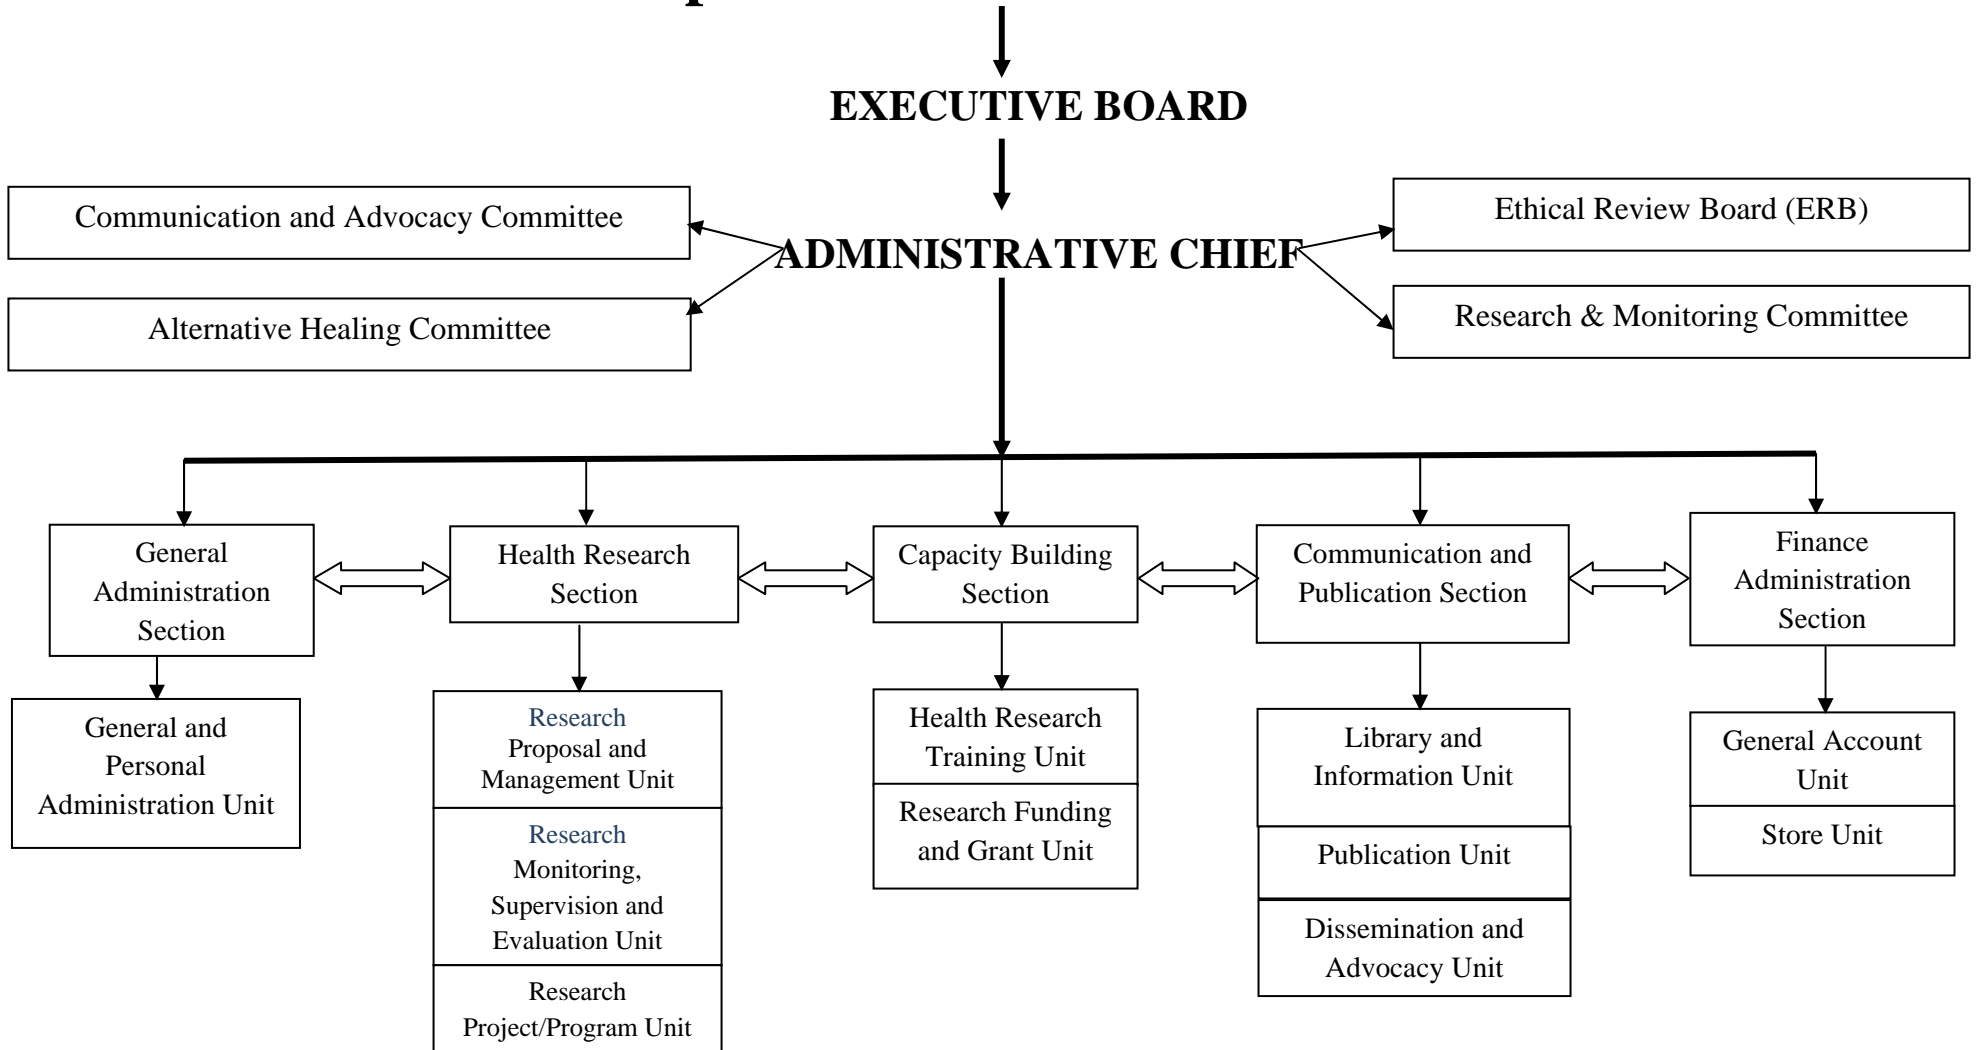 EXECUTIVE BOARD
Communication and Advocacy Committee
Ethical Review Board (ERB)
ADMINISTRATIVE CHIEF
Alternative Healing Committee
Research & Monitoring Committee
General
Administration
Section
Health Research
Section
Capacity Building
Section
Communication and
Publication Section
Finance
Administration
Section
General and
Personal
Administration Unit
Research
Proposal and
Management Unit
Research
Monitoring,
Supervision and
Evaluation Unit
Research
Project/Program Unit
Health Research
Training Unit
Research Funding
and Grant Unit
Library and
Information Unit
Publication Unit
Dissemination and
Advocacy Unit
General Account
Unit
Store Unit